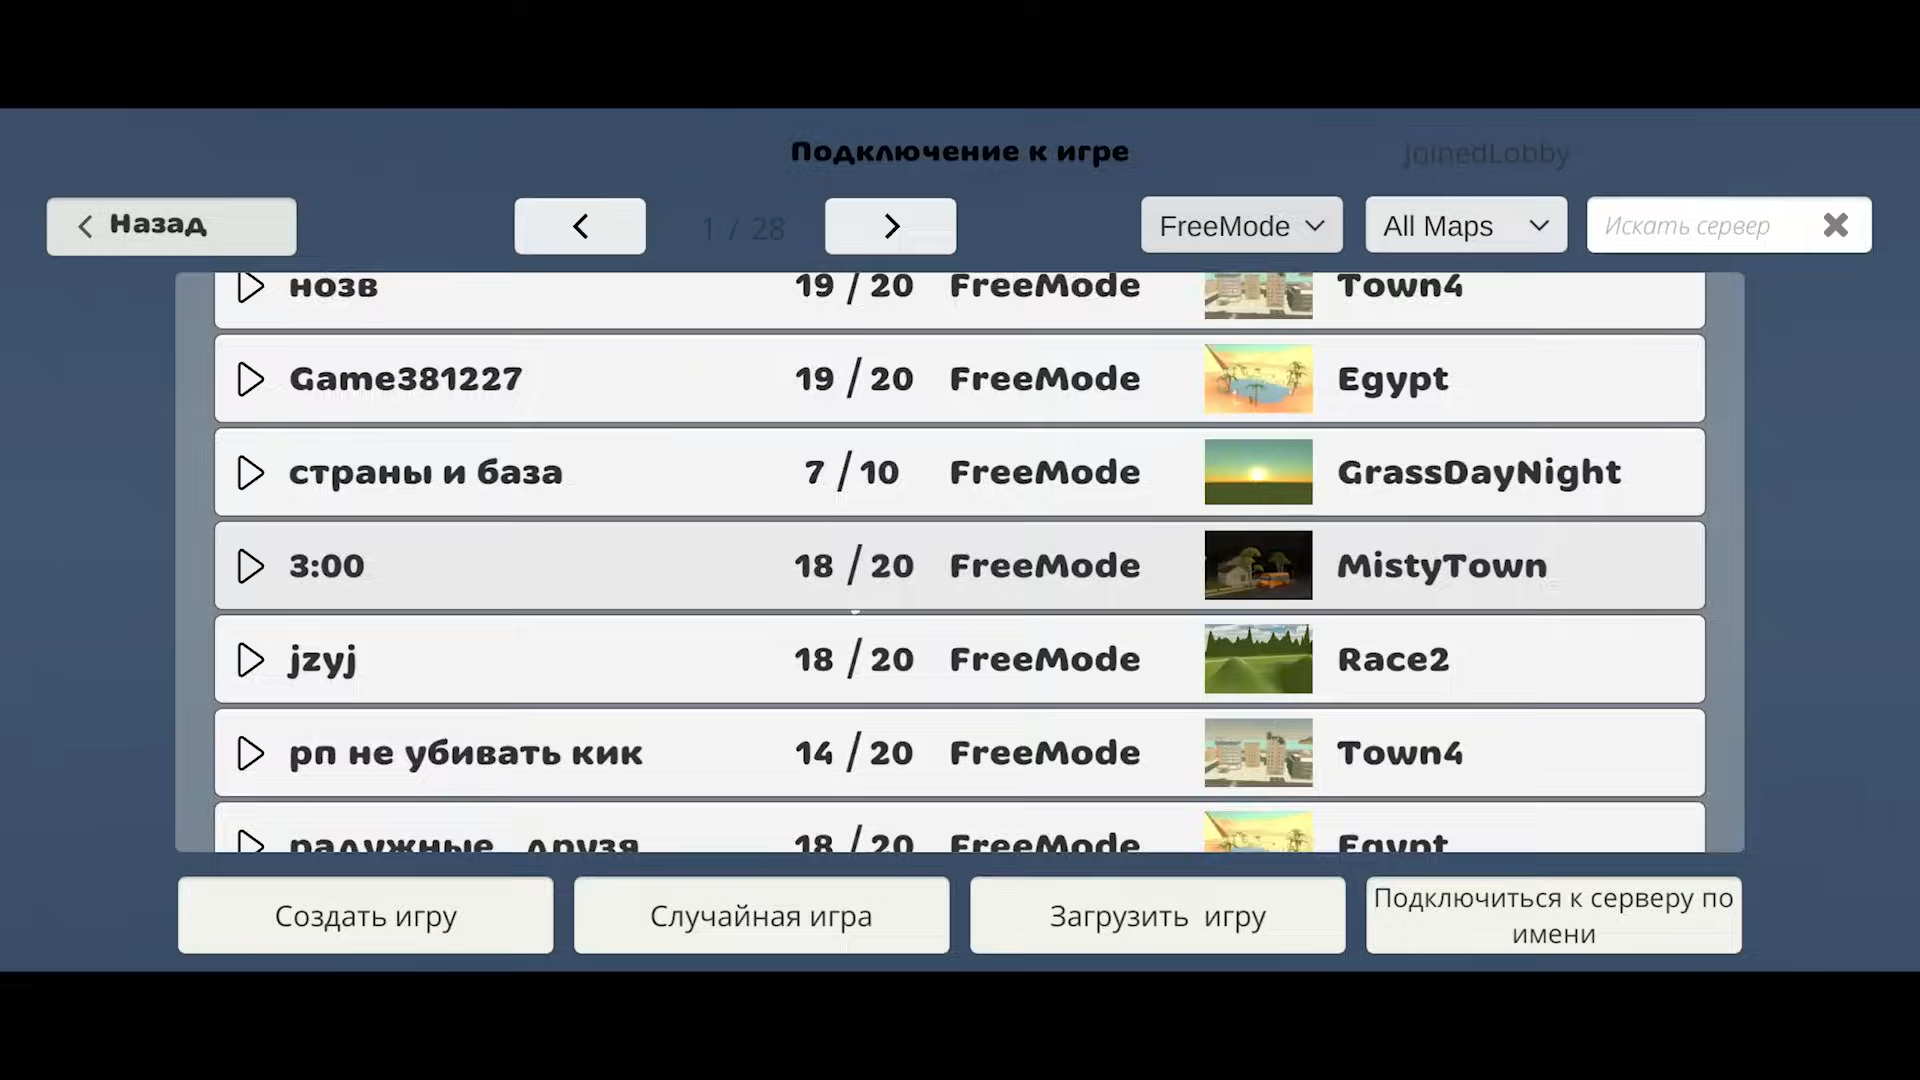 Подключение к игре
JoinedLobby
Назад
1 / 28
FreeMode
All Maps
Искать сервер
нозв 19 / 20 FreeMode Town4
Game381227 19 / 20 FreeMode Egypt
страны и база 7 / 10 FreeMode GrassDayNight
3:00 18 / 20 FreeMode MistyTown
jzyj 18 / 20 FreeMode Race2
рп не убивать кик 14 / 20 FreeMode Town4
радужные друзя 18 / 20 FreeMode Egypt
Создать игру
Случайная игра
Загрузить игру
Подключиться к серверу по
имени